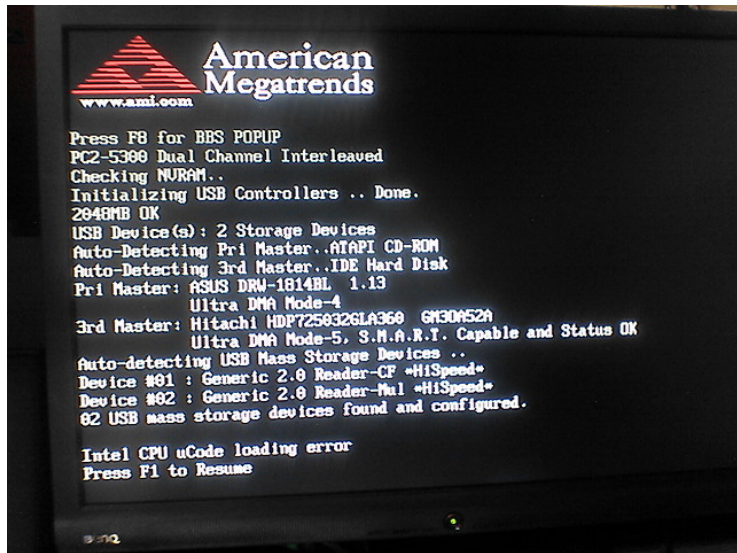 American
Megatrends
www.ami.com
Press F8 for BBS POPUP
PC2-5300 Dual Channel Interleaved
Checking NVRAM..
Initializing USB Controllers .. Done.
2048MB OK
USB Device(s): 2 Storage Devices
Auto-Detecting Pri Master..ATAPI CD-ROM
Auto-Detecting 3rd Master..IDE Hard Disk
Pri Master: ASUS DRW-1814BL 1.13
Ultra DMA Mode-4
3rd Master: Hitachi HDP725032GLA360 GM3OA52A
Ultra DMA Mode-5, S.M.A.R.T. Capable and Status OK
Auto-detecting USB Mass Storage Devices ..
Device #01 : Generic 2.0 Reader-CF *HiSpeed*
Device #02 : Generic 2.0 Reader-Mul *HiSpeed*
02 USB mass storage devices found and configured.
Intel CPU uCode loading error
Press F1 to Resume
BenQ